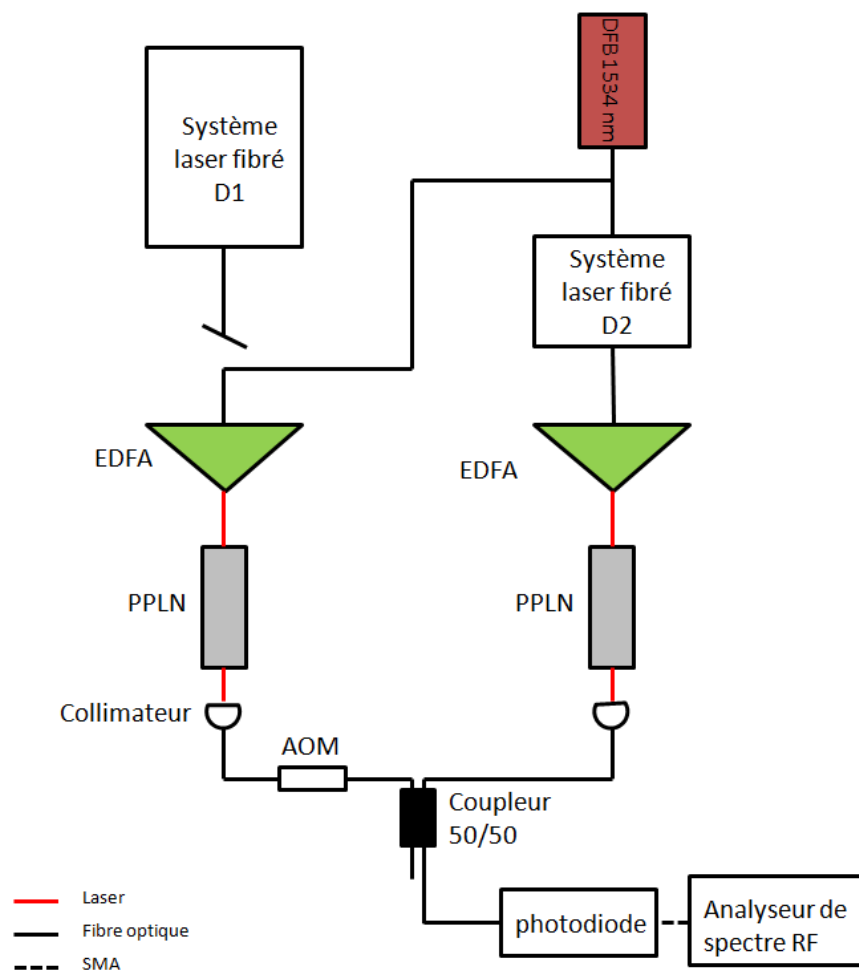 DFB 1534 nm
Système
laser fibré
D1
Système
laser fibré
D2
EDFA
EDFA
PPLN
PPLN
Collimateur
AOM
Coupleur
50/50
Laser
Fibre optique
SMA
photodiode
Analyseur de
spectre RF